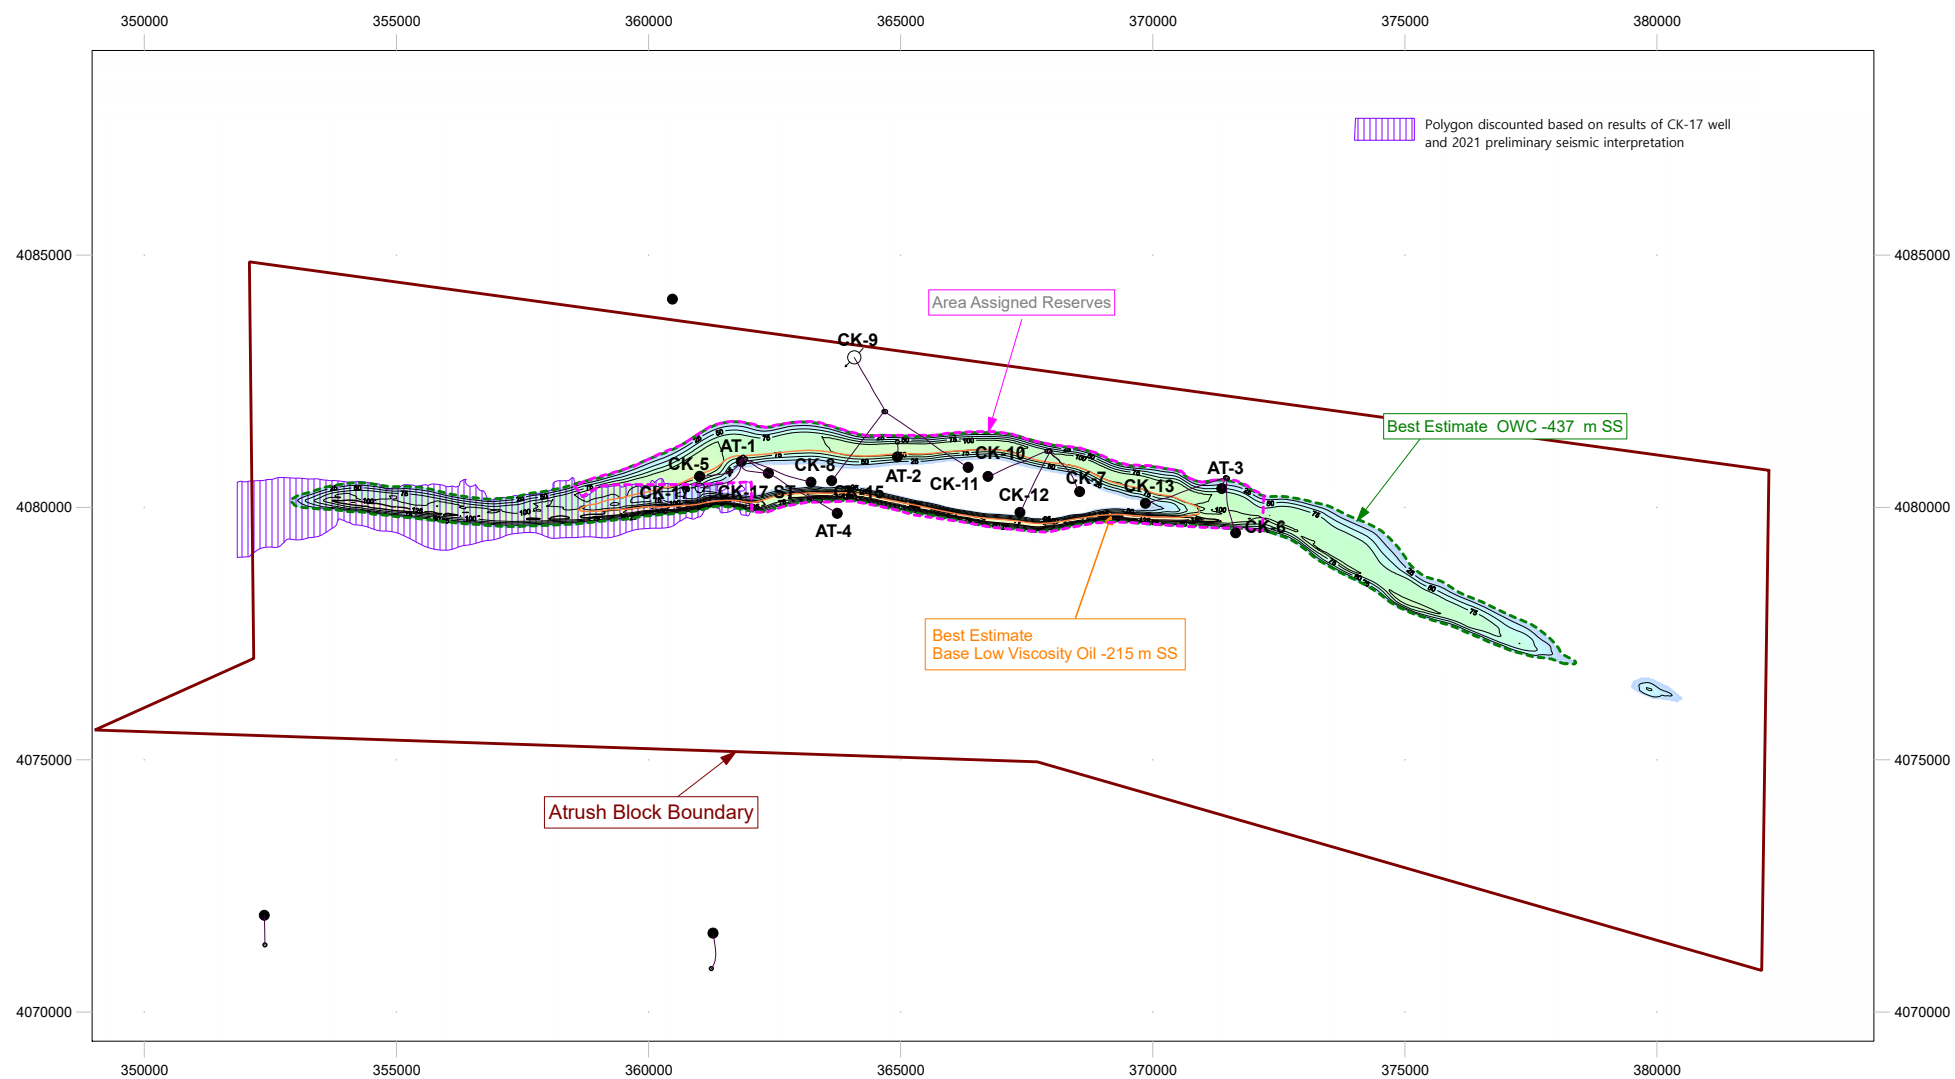 350000 355000 360000 365000 370000 375000 380000
Polygon discounted based on results of CK-17 well
and 2021 preliminary seismic interpretation
4085000 4085000
Area Assigned Reserves
CK-9
Best Estimate OWC -437 m SS
AT-1
CK-5
CK-8
AT-2
CK-10
CK-11
CK-7
AT-3
CK-17
CK-17 ST
CK-15
CK-12
CK-13
4080000 4080000
AT-4
CK-6
Best Estimate
Base Low Viscosity Oil -215 m SS
4075000 4075000
Atrush Block Boundary
4070000 4070000
350000 355000 360000 365000 370000 375000 380000